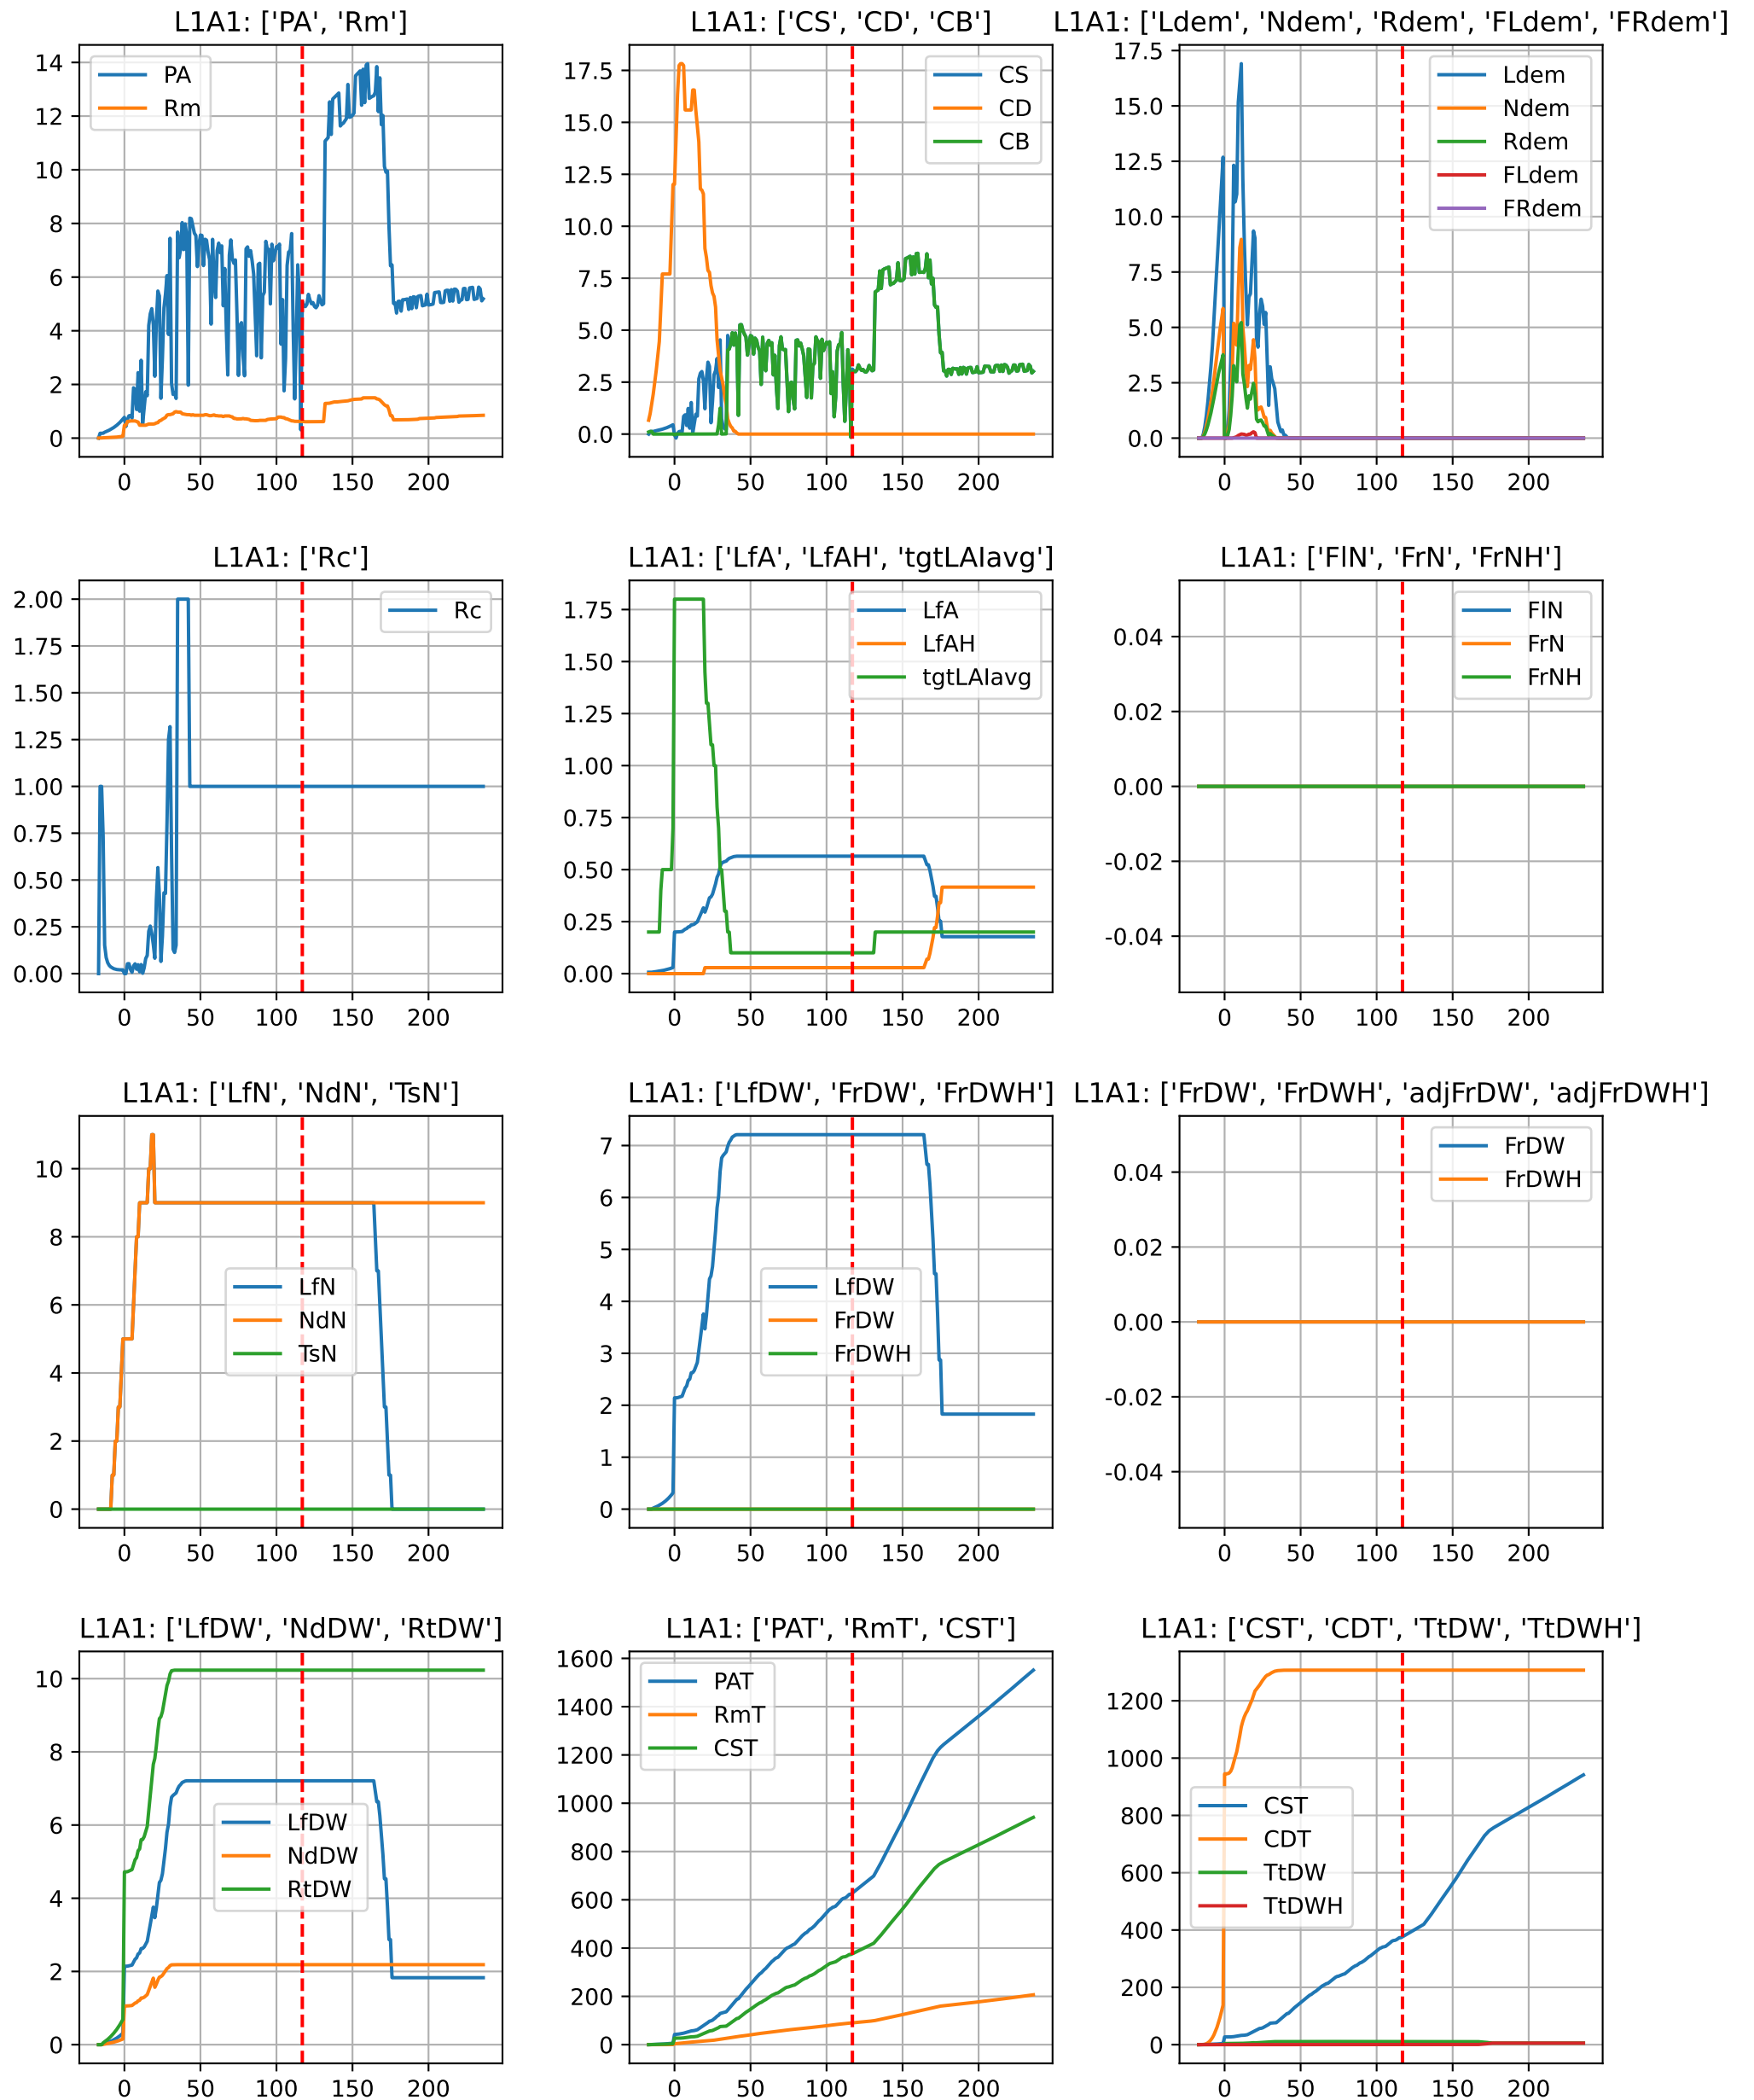 L1A1: ['PA', 'Rm']
14
12
10
8
6
4
2
0
0 50 100 150 200
PA
Rm
L1A1: ['CS', 'CD', 'CB']
17.5
15.0
12.5
10.0
7.5
5.0
2.5
0.0
0 50 100 150 200
CS
CD
CB
L1A1: ['Ldem', 'Ndem', 'Rdem', 'FLdem', 'FRdem']
17.5
15.0
12.5
10.0
7.5
5.0
2.5
0.0
0 50 100 150 200
Ldem
Ndem
Rdem
FLdem
FRdem
L1A1: ['Rc']
2.00
1.75
1.50
1.25
1.00
0.75
0.50
0.25
0.00
0 50 100 150 200
Rc
L1A1: ['LfA', 'LfAH', 'tgtLAIavg']
1.75
1.50
1.25
1.00
0.75
0.50
0.25
0.00
0 50 100 150 200
LfA
LfAH
tgtLAIavg
L1A1: ['FlN', 'FrN', 'FrNH']
0.04
0.02
0.00
-0.02
-0.04
0 50 100 150 200
FlN
FrN
FrNH
L1A1: ['LfN', 'NdN', 'TsN']
10
8
6
4
2
0
0 50 100 150 200
LfN
NdN
TsN
L1A1: ['LfDW', 'FrDW', 'FrDWH']
7
6
5
4
3
2
1
0
0 50 100 150 200
LfDW
FrDW
FrDWH
L1A1: ['FrDW', 'FrDWH', 'adjFrDW', 'adjFrDWH']
0.04
0.02
0.00
-0.02
-0.04
0 50 100 150 200
FrDW
FrDWH
L1A1: ['LfDW', 'NdDW', 'RtDW']
10
8
6
4
2
0
0 50 100 150 200
LfDW
NdDW
RtDW
L1A1: ['PAT', 'RmT', 'CST']
1600
1400
1200
1000
800
600
400
200
0
0 50 100 150 200
PAT
RmT
CST
L1A1: ['CST', 'CDT', 'TtDW', 'TtDWH']
1200
1000
800
600
400
200
0
0 50 100 150 200
CST
CDT
TtDW
TtDWH